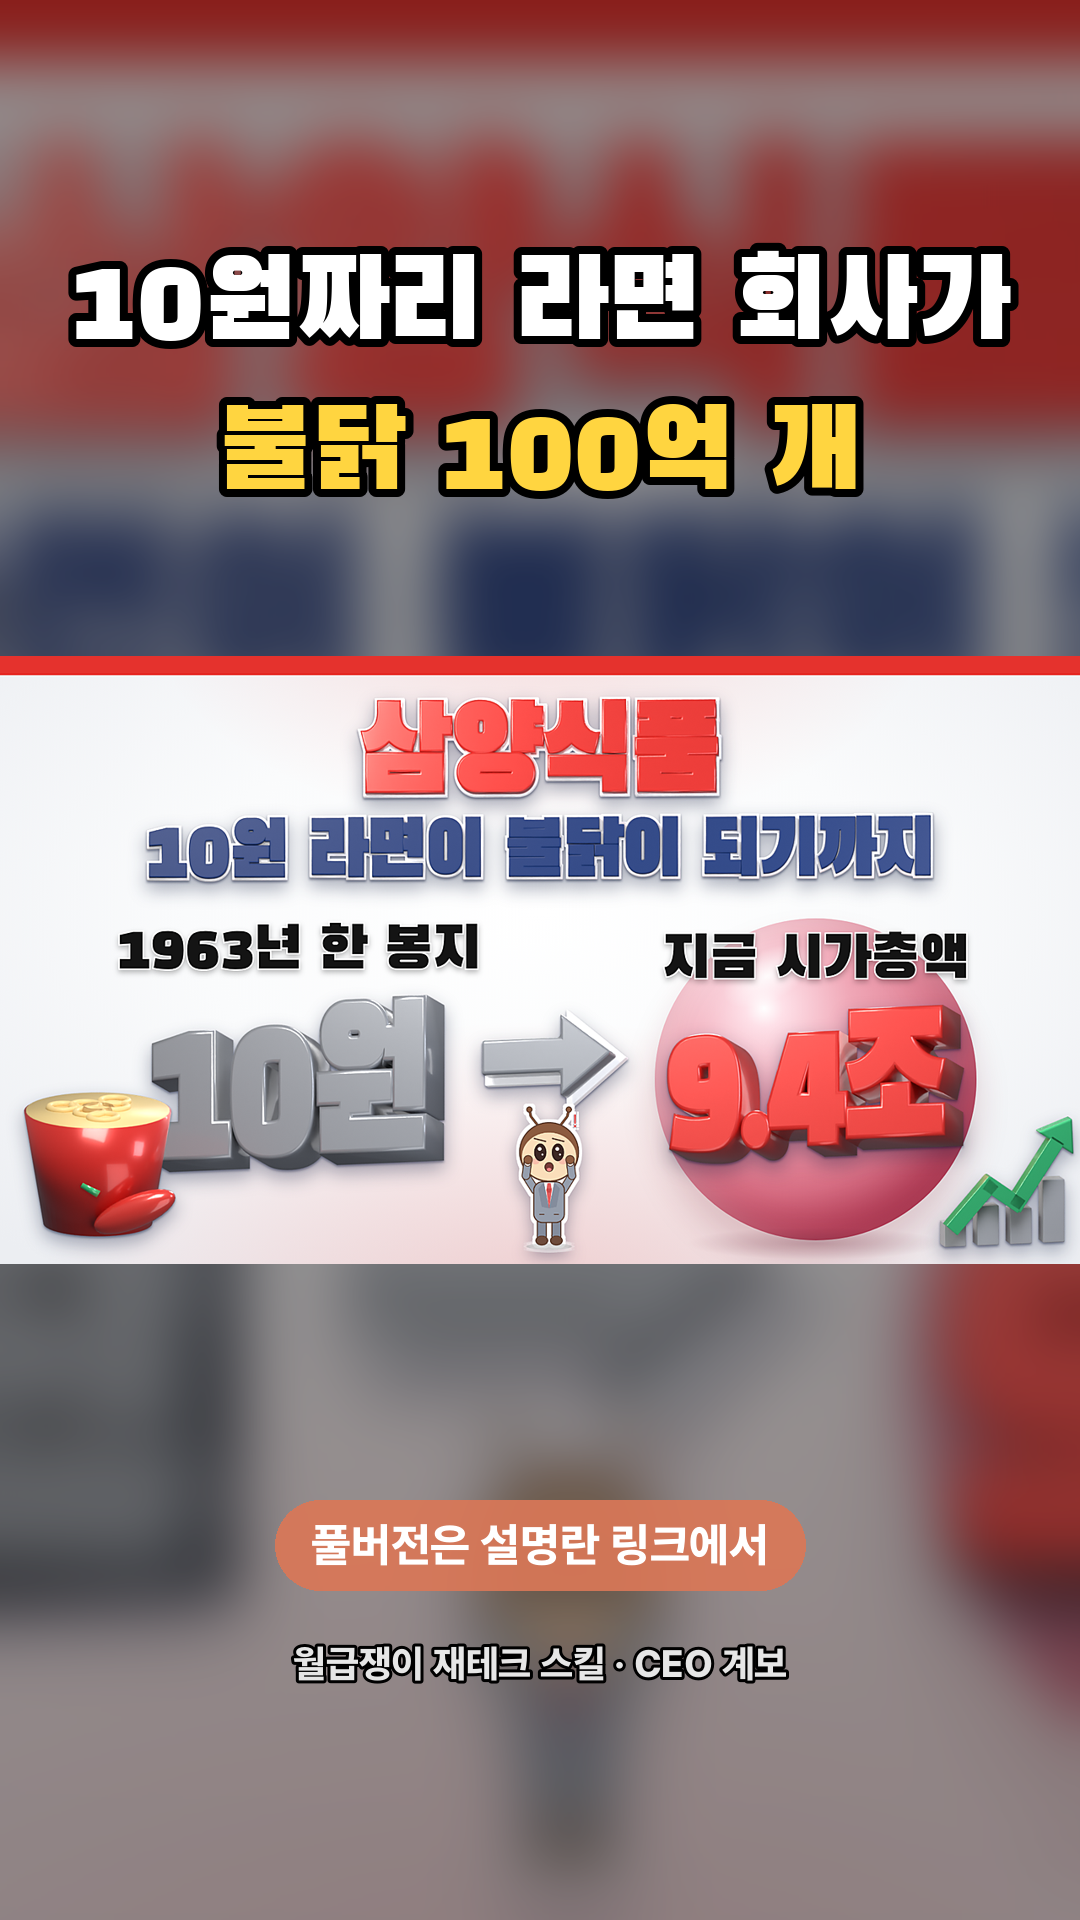 10원짜리 라면 회사가
불닭 100억 개
삼양식품
10원 라면이 불닭이 되기까지
1963년 한 봉지
지금 시가총액
10원
9.4조
풀버전은 설명란 링크에서
월급쟁이 재테크 스킬 · CEO 계보